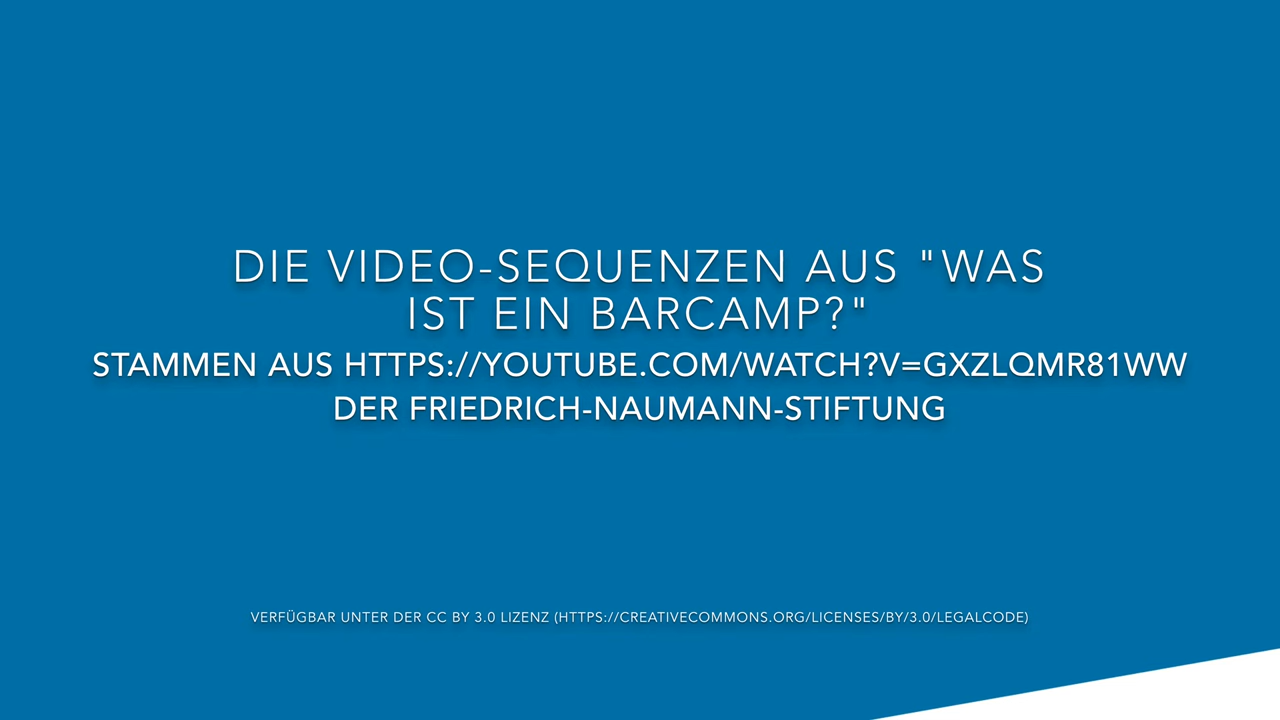 DIE VIDEO-SEQUENZEN AUS "WAS
IST EIN BARCAMP?"
STAMMEN AUS HTTPS://YOUTUBE.COM/WATCH?V=GXZLQMR81WW
DER FRIEDRICH-NAUMANN-STIFTUNG
VERFÜGBAR UNTER DER CC BY 3.0 LIZENZ (HTTPS://CREATIVECOMMONS.ORG/LICENSES/BY/3.0/LEGALCODE)